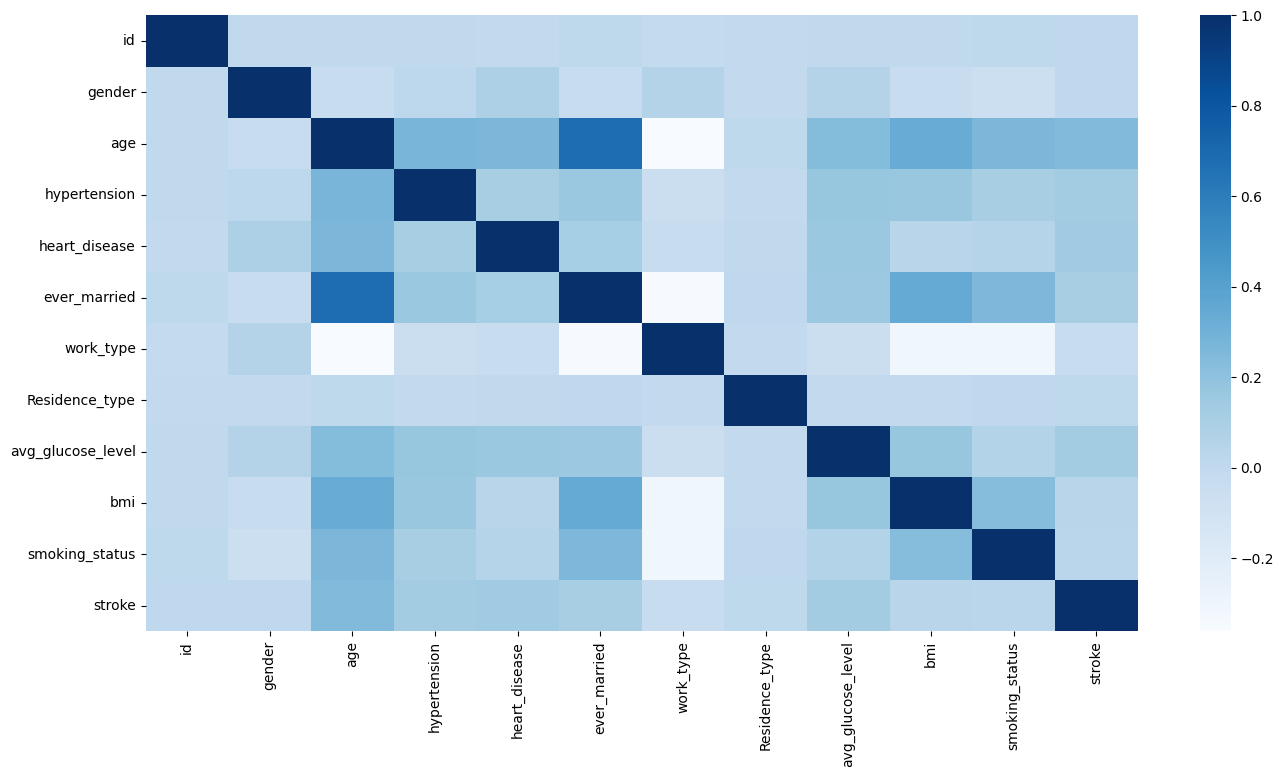 id
gender
age
hypertension
heart_disease
ever_married
work_type
Residence_type
avg_glucose_level
bmi
smoking_status
stroke
id
gender
age
hypertension
heart_disease
ever_married
work_type
Residence_type
avg_glucose_level
bmi
smoking_status
stroke
1.0
0.8
0.6
0.4
0.2
0.0
−0.2